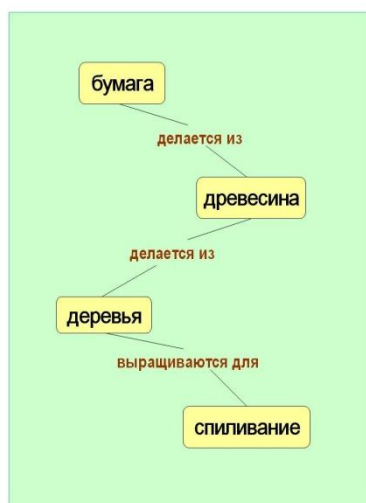 бумага
делается из
древесина
делается из
деревья
выращиваются для
спиливание